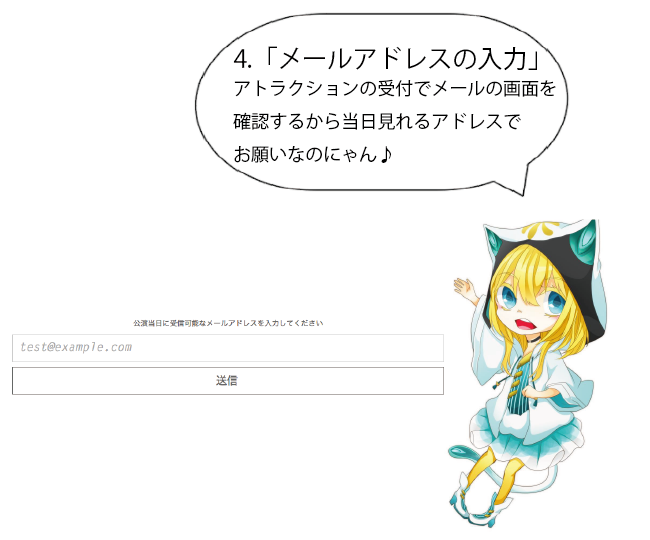 4.「メールアドレスの入力」
アトラクションの受付でメールの画面を
確認するから当日見れるアドレスで
お願いなのにゃん♪
公演当日に受信可能なメールアドレスを入力してください
test@example.com
送信